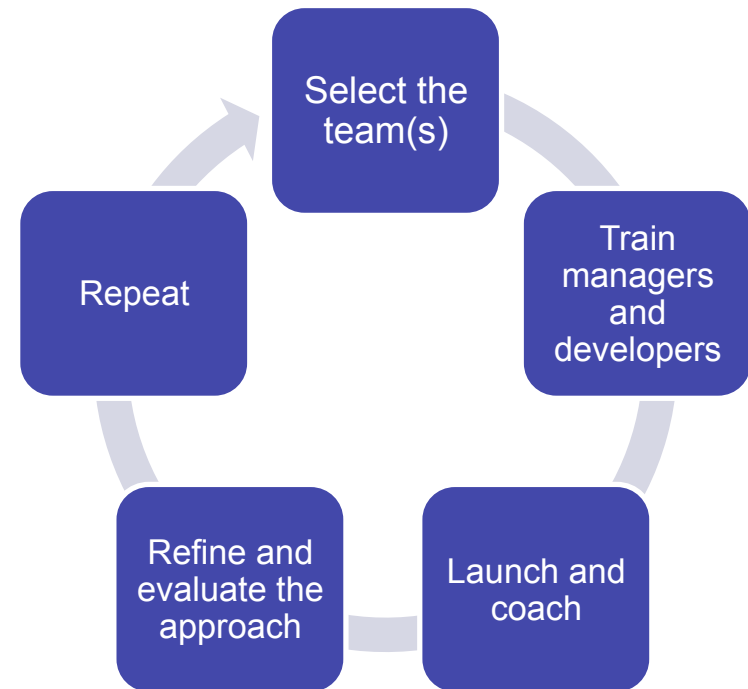 Select the
team(s)
Train
managers
and
developers
Launch and
coach
Refine and
evaluate the
approach
Repeat